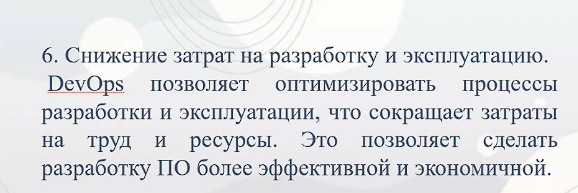 6. Снижение затрат на разработку и эксплуатацию.
DevOps позволяет оптимизировать процессы
разработки и эксплуатации, что сокращает затраты
на труд и ресурсы. Это позволяет сделать
разработку ПО более эффективной и экономичной.